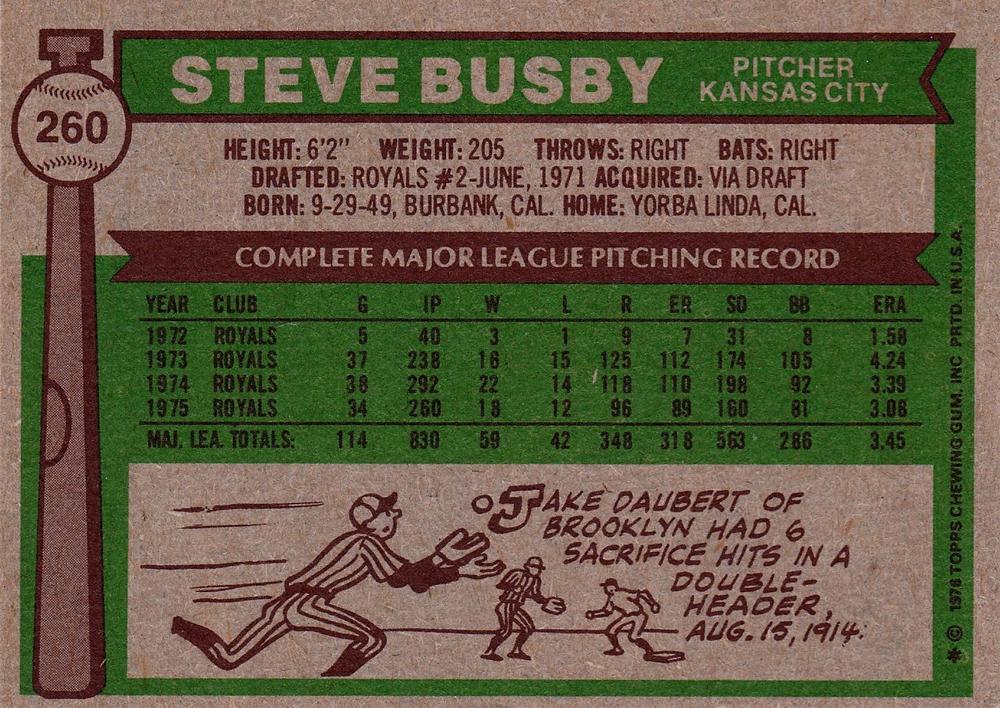 260
STEVE BUSBY
PITCHER
KANSAS CITY
HEIGHT: 6'2" WEIGHT: 205 THROWS: RIGHT BATS: RIGHT
DRAFTED: ROYALS #2-JUNE, 1971 ACQUIRED: VIA DRAFT
BORN: 9-29-49, BURBANK, CAL. HOME: YORBA LINDA, CAL.
COMPLETE MAJOR LEAGUE PITCHING RECORD
YEAR CLUB G IP W L R ER SO BB ERA
1972 ROYALS 5 40 3 1 9 7 31 8 1.58
1973 ROYALS 37 238 16 15 125 112 174 105 4.24
1974 ROYALS 38 292 22 14 118 110 198 92 3.39
1975 ROYALS 34 260 18 12 96 89 160 81 3.08
MAJ. LEA. TOTALS: 114 830 59 42 348 318 563 286 3.45
JAKE DAUBERT OF
BROOKLYN HAD 6
SACRIFICE HITS IN A
DOUBLE-
HEADER,
AUG. 15, 1914.
* © 1976 TOPPS CHEWING GUM, INC PRTD. IN U.S.A.